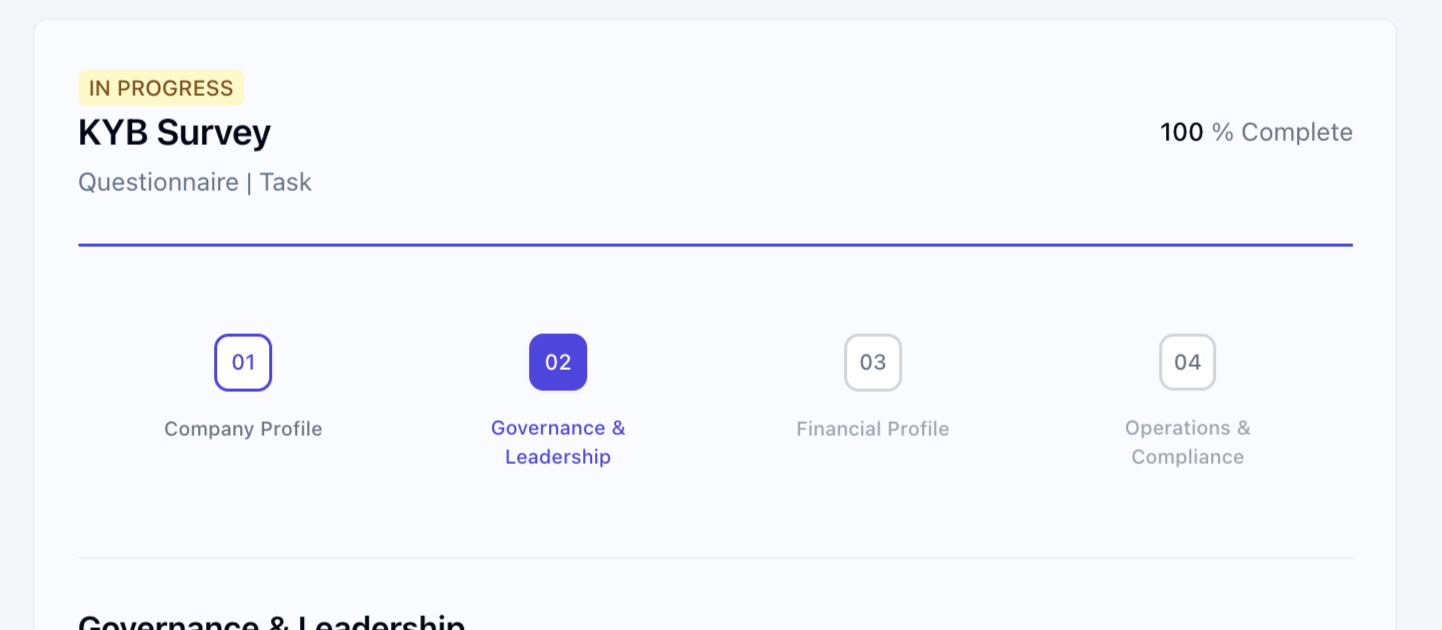 IN PROGRESS
KYB Survey
100 % Complete
Questionnaire | Task
01
02
03
04
Company Profile
Governance &
Leadership
Financial Profile
Operations &
Compliance
Governance & Leadership